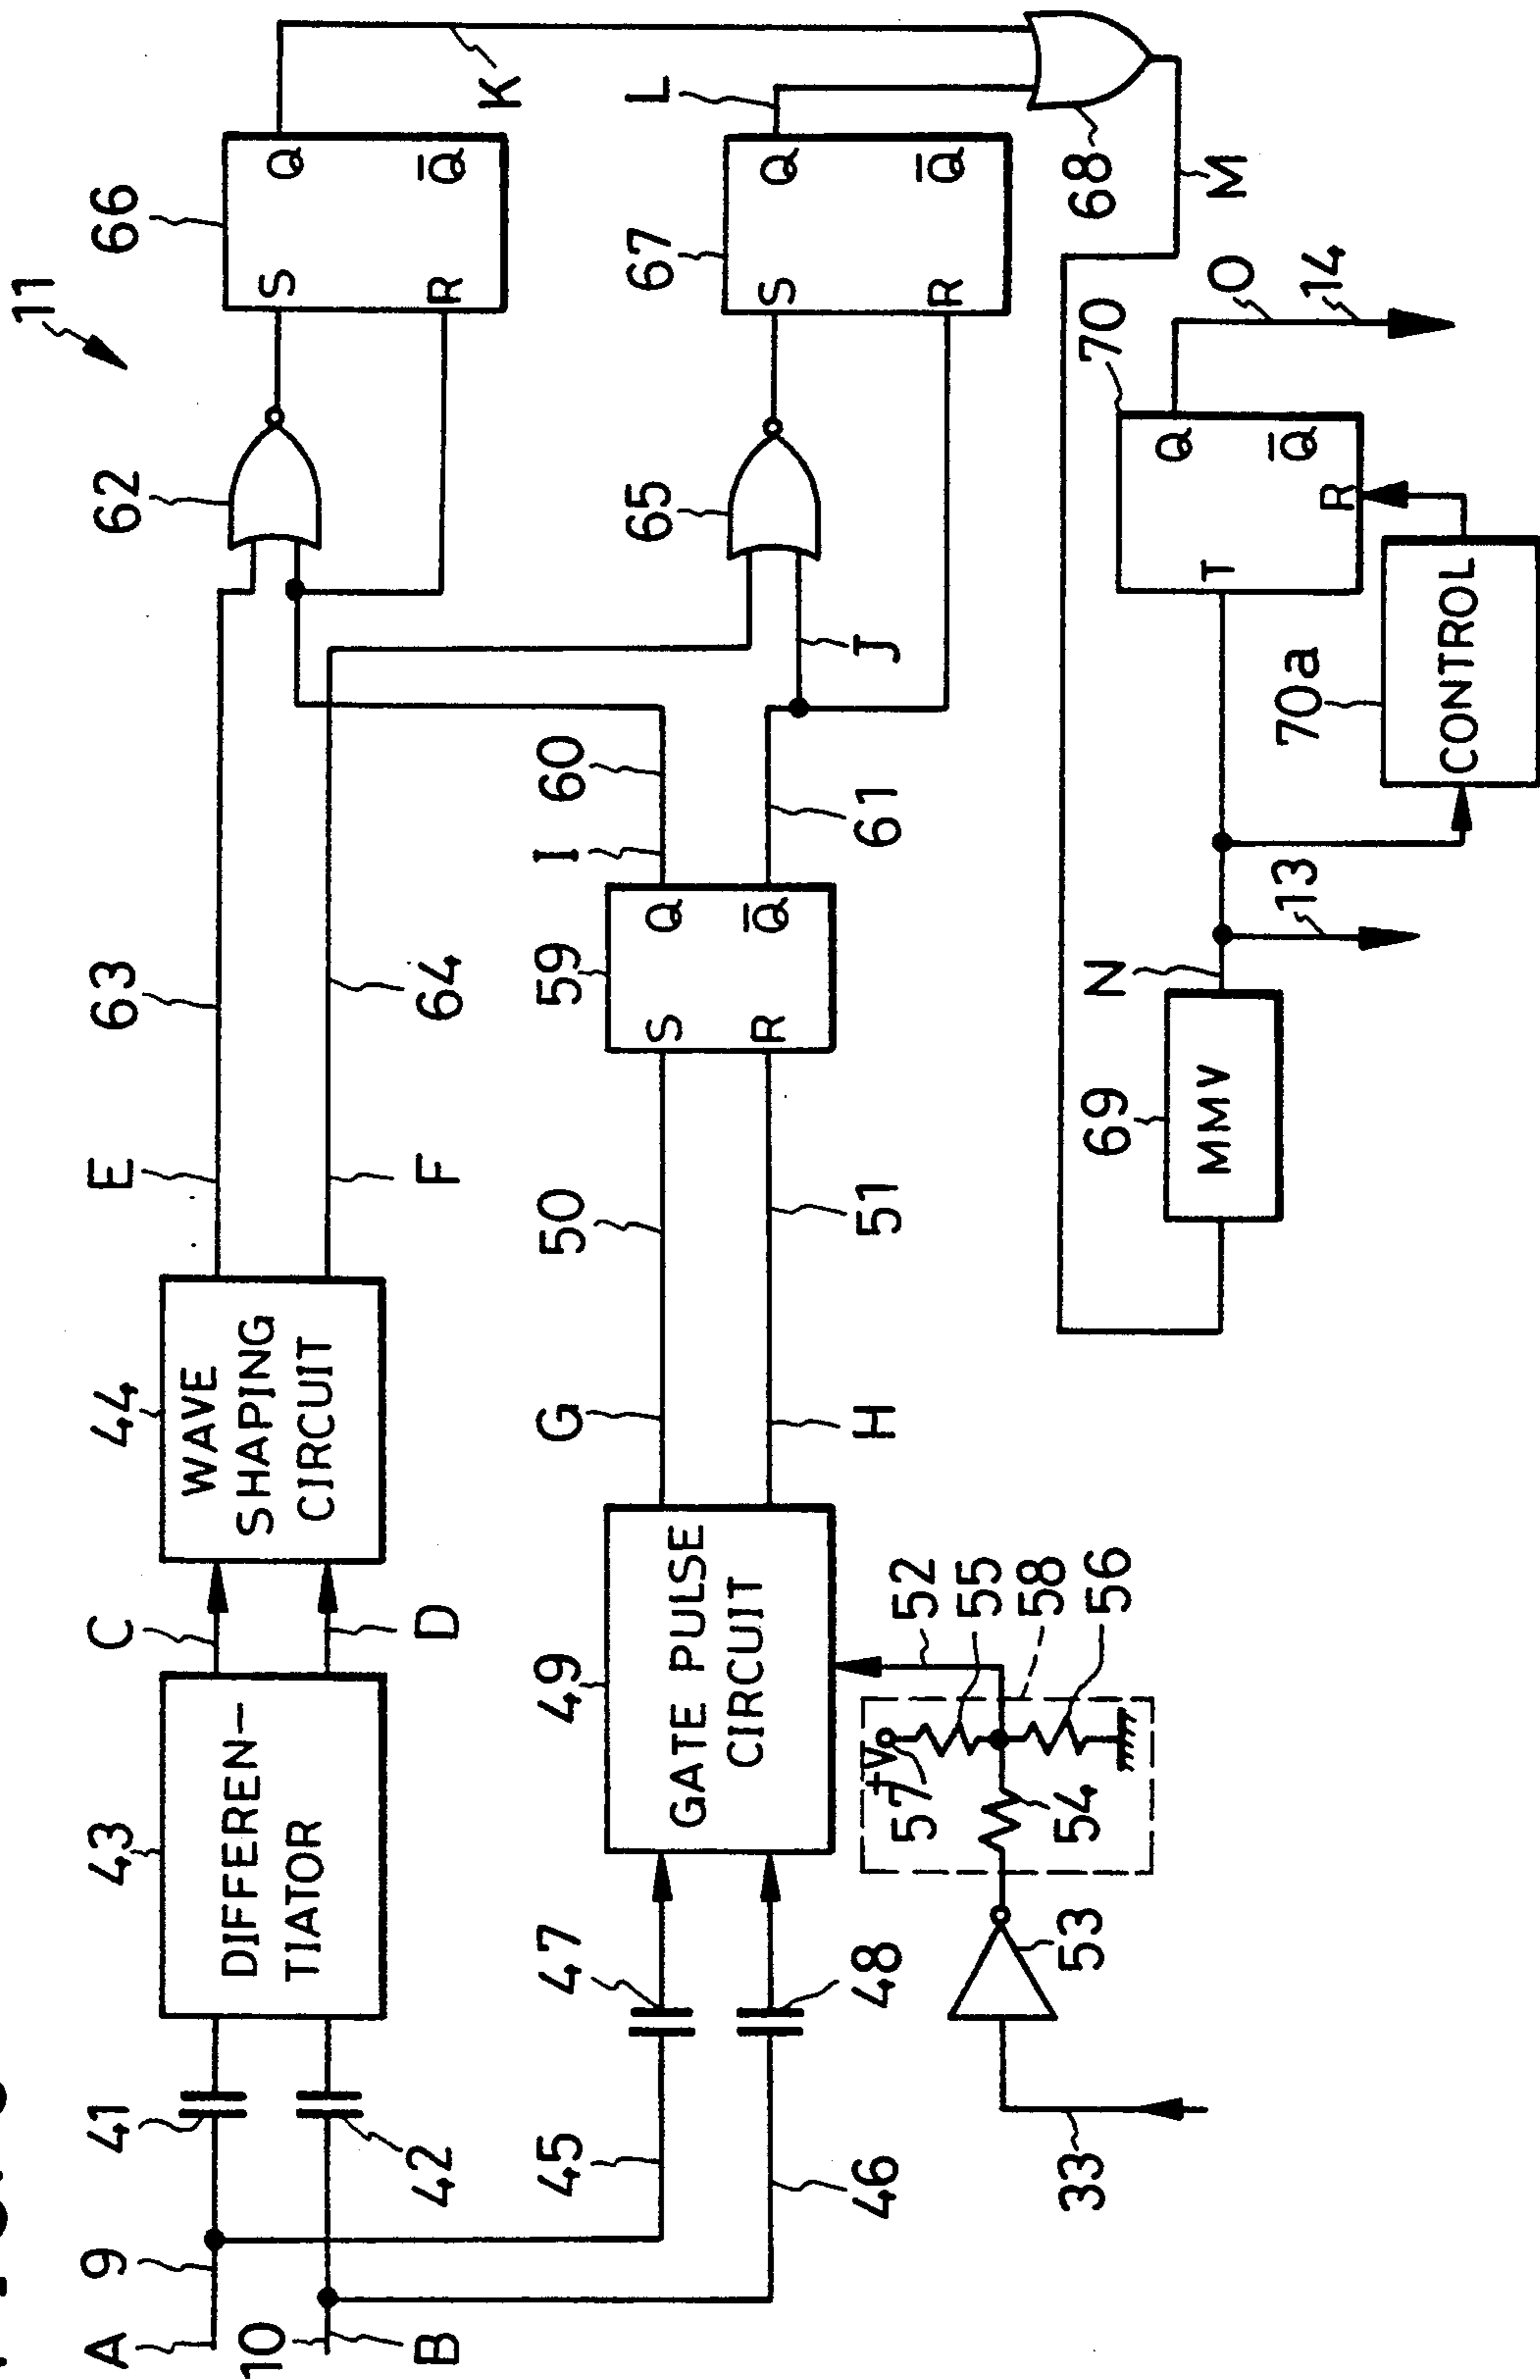 11
A
9
10
B
41
42
43
DIFFEREN-
TIATOR
C
D
44
WAVE
SHAPING
CIRCUIT
E
F
63
64
62
66
S
Q
R
Q̅
K
45
46
47
48
49
GATE PULSE
CIRCUIT
G
H
50
51
59
S
Q
R
Q̅
I
60
61
J
65
67
S
Q
R
Q̅
L
68
M
33
53
54
57
+V
52
55
58
56
69
MMV
N
13
70
T
Q
Q̅
R
70a
CONTROL
O
14